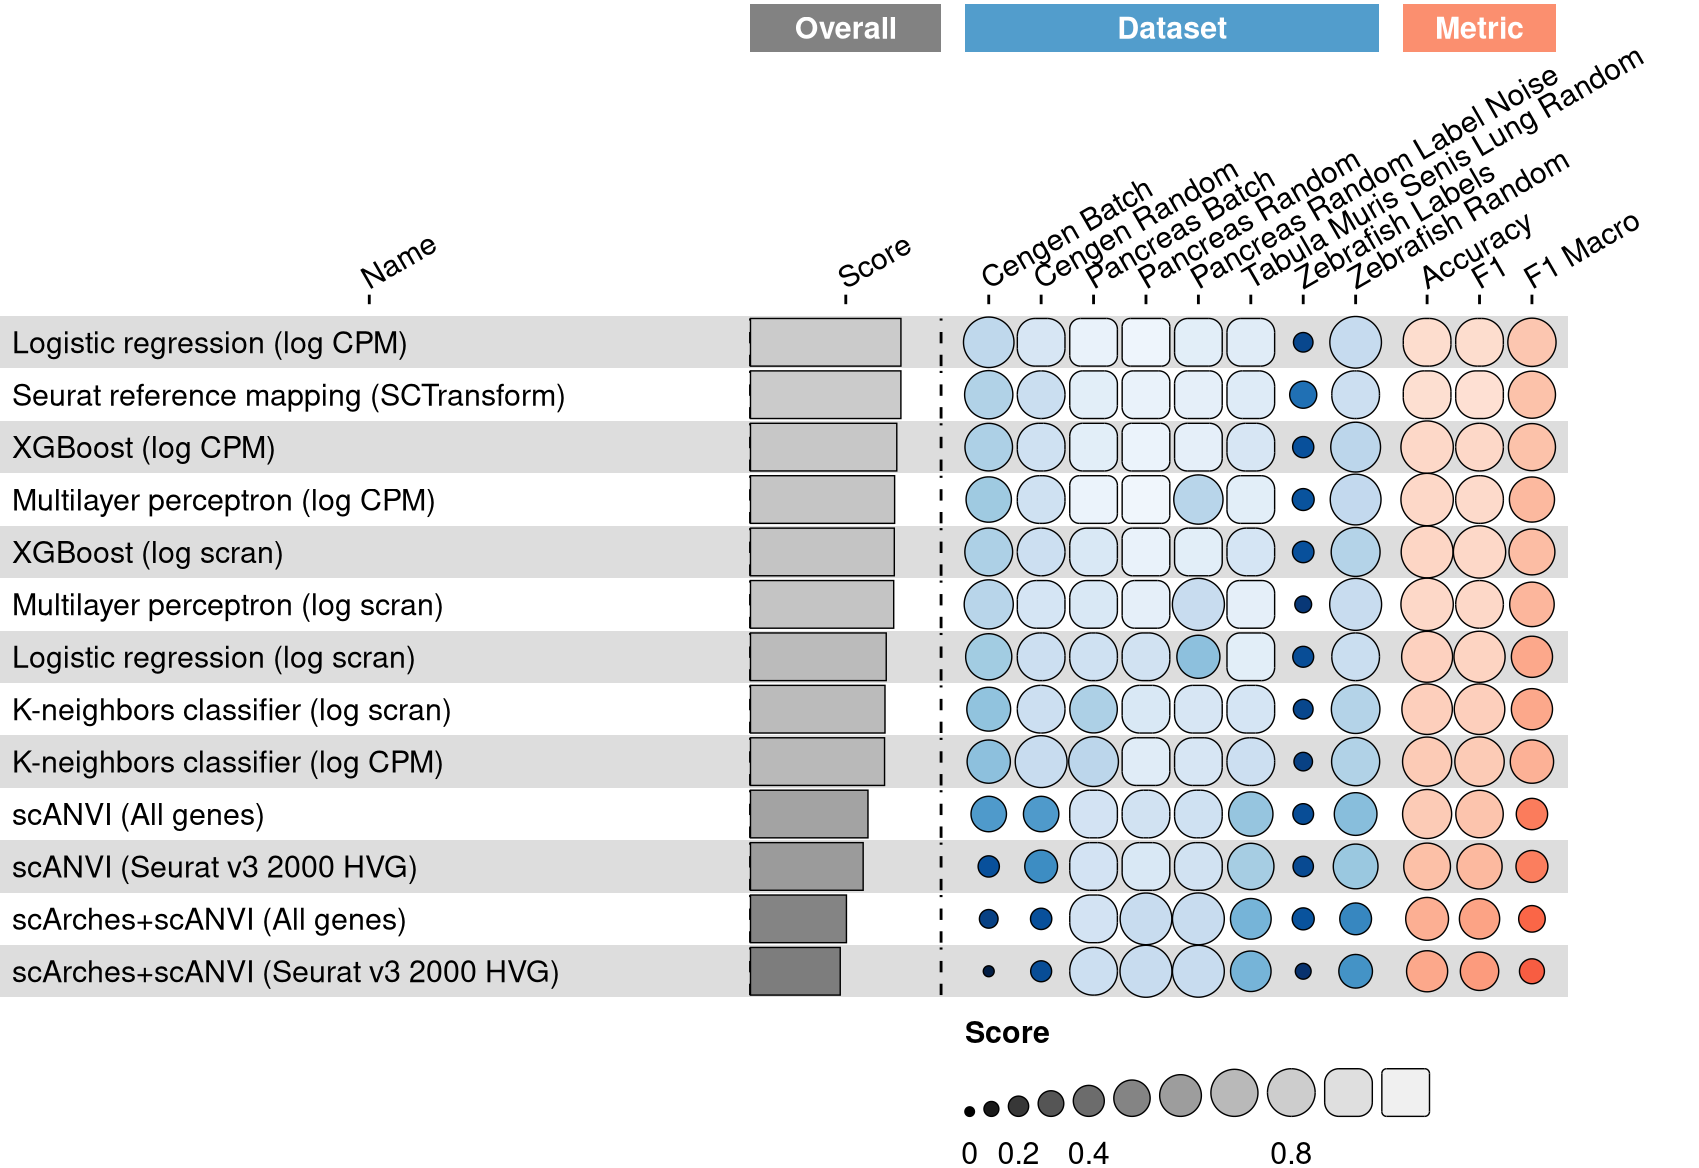 Overall
Dataset
Metric
Name
Score
Cengen Batch
Cengen Random
Pancreas Batch
Pancreas Random
Pancreas Random Label Noise
Tabula Muris Senis Lung Random
Zebrafish Labels
Zebrafish Random
Accuracy
F1
F1 Macro
Logistic regression (log CPM)
Seurat reference mapping (SCTransform)
XGBoost (log CPM)
Multilayer perceptron (log CPM)
XGBoost (log scran)
Multilayer perceptron (log scran)
Logistic regression (log scran)
K-neighbors classifier (log scran)
K-neighbors classifier (log CPM)
scANVI (All genes)
scANVI (Seurat v3 2000 HVG)
scArches+scANVI (All genes)
scArches+scANVI (Seurat v3 2000 HVG)
Score
0 0.2 0.4 0.8